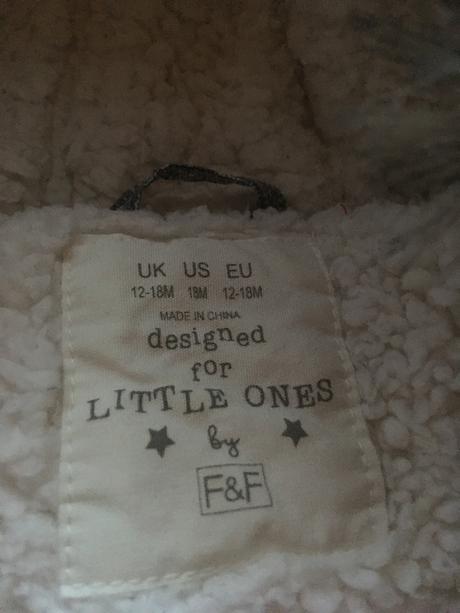 UK US EU
12-18M 18M 12-18M
MADE IN CHINA
designed
for
LITTLE ONES
by
F&F